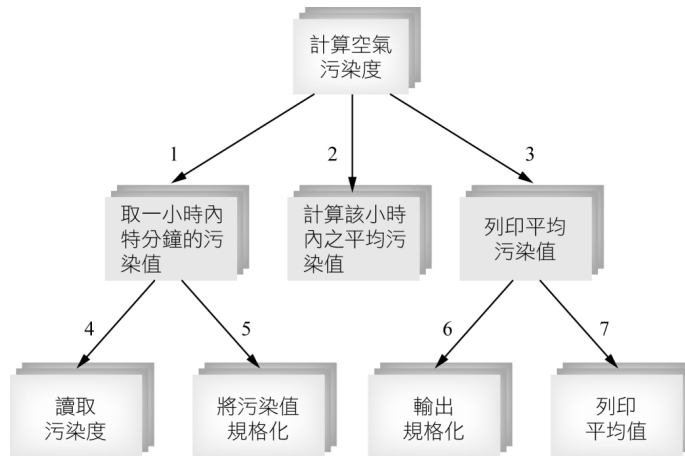 計算空氣
污染度
1
2
3
取一小時內
特分鐘的污
染值
計算該小時
內之平均污
染值
列印平均
污染值
4
5
6
7
讀取
污染度
將污染值
規格化
輸出
規格化
列印
平均值